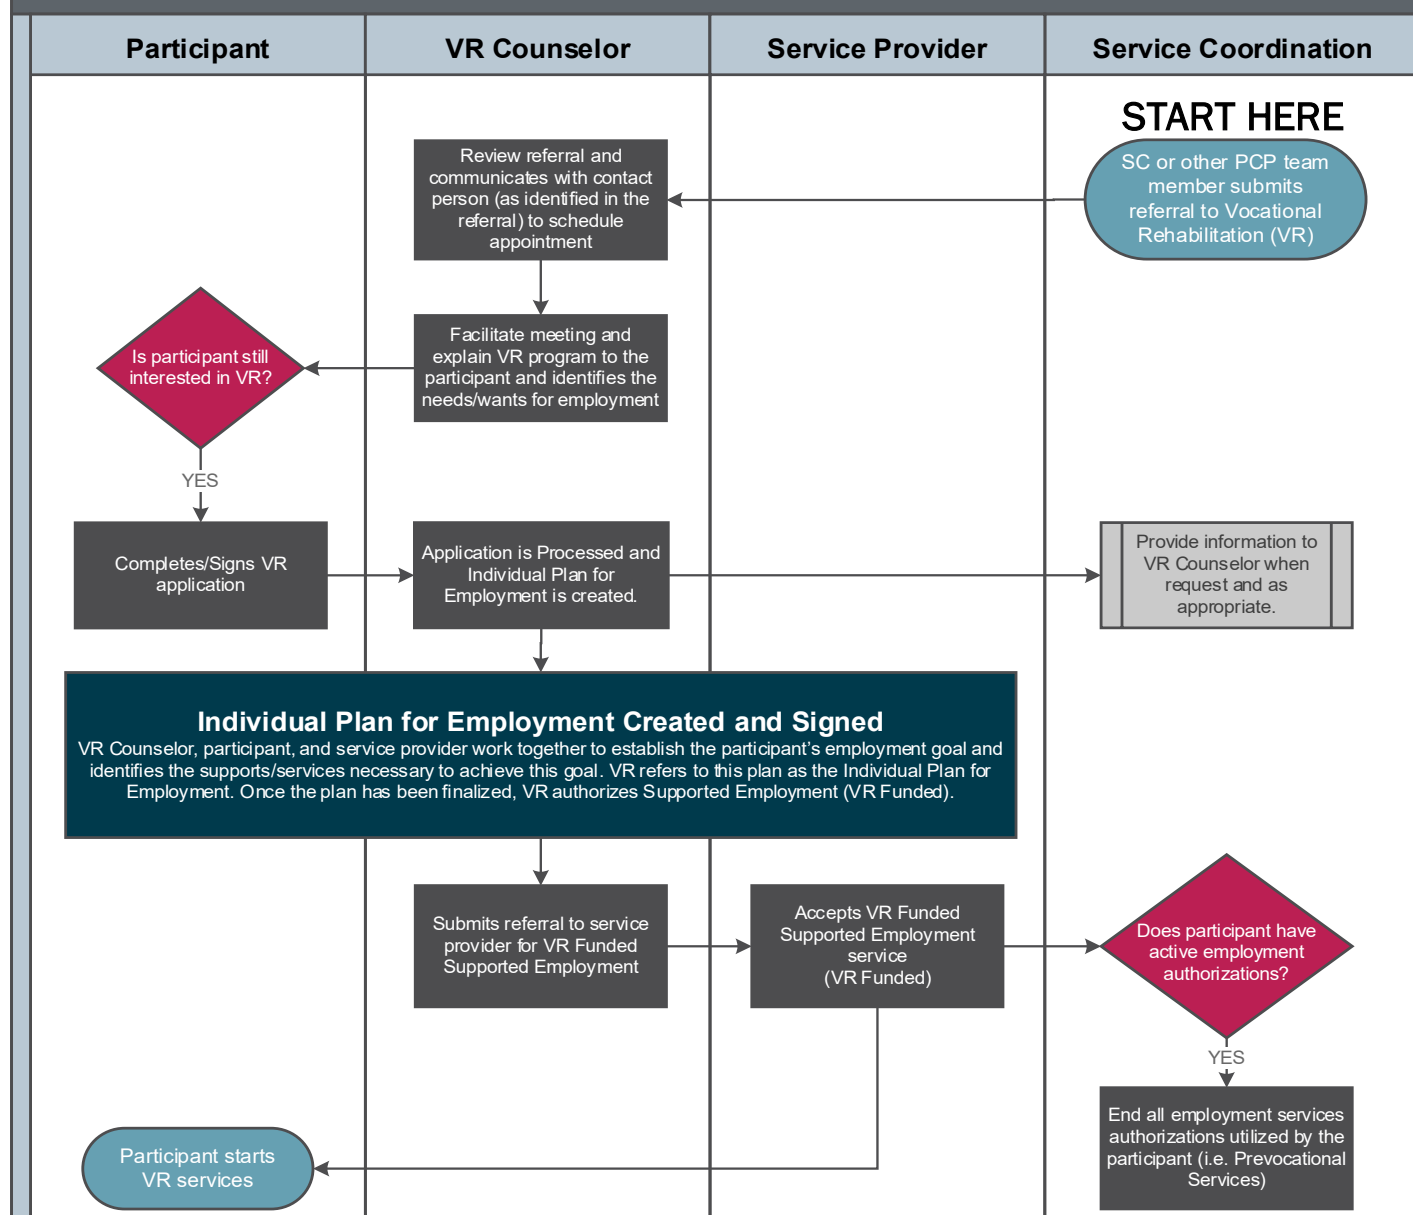 Participant
VR Counselor
Service Provider
Service Coordination
START HERE
SC or other PCP team
member submits
referral to Vocational
Rehabilitation (VR)
Review referral and
communicates with contact
person (as identified in the
referral) to schedule
appointment
Facilitate meeting and
explain VR program to the
participant and identifies the
needs/wants for employment
Is participant still
interested in VR?
YES
Completes/Signs VR
application
Application is Processed and
Individual Plan for
Employment is created.
Provide information to
VR Counselor when
request and as
appropriate.
Individual Plan for Employment Created and Signed
VR Counselor, participant, and service provider work together to establish the participant’s employment goal and
identifies the supports/services necessary to achieve this goal. VR refers to this plan as the Individual Plan for
Employment. Once the plan has been finalized, VR authorizes Supported Employment (VR Funded).
Submits referral to service
provider for VR Funded
Supported Employment
Accepts VR Funded
Supported Employment
service
(VR Funded)
Does participant have
active employment
authorizations?
YES
End all employment services
authorizations utilized by the
participant (i.e. Prevocational
Services)
Participant starts
VR services